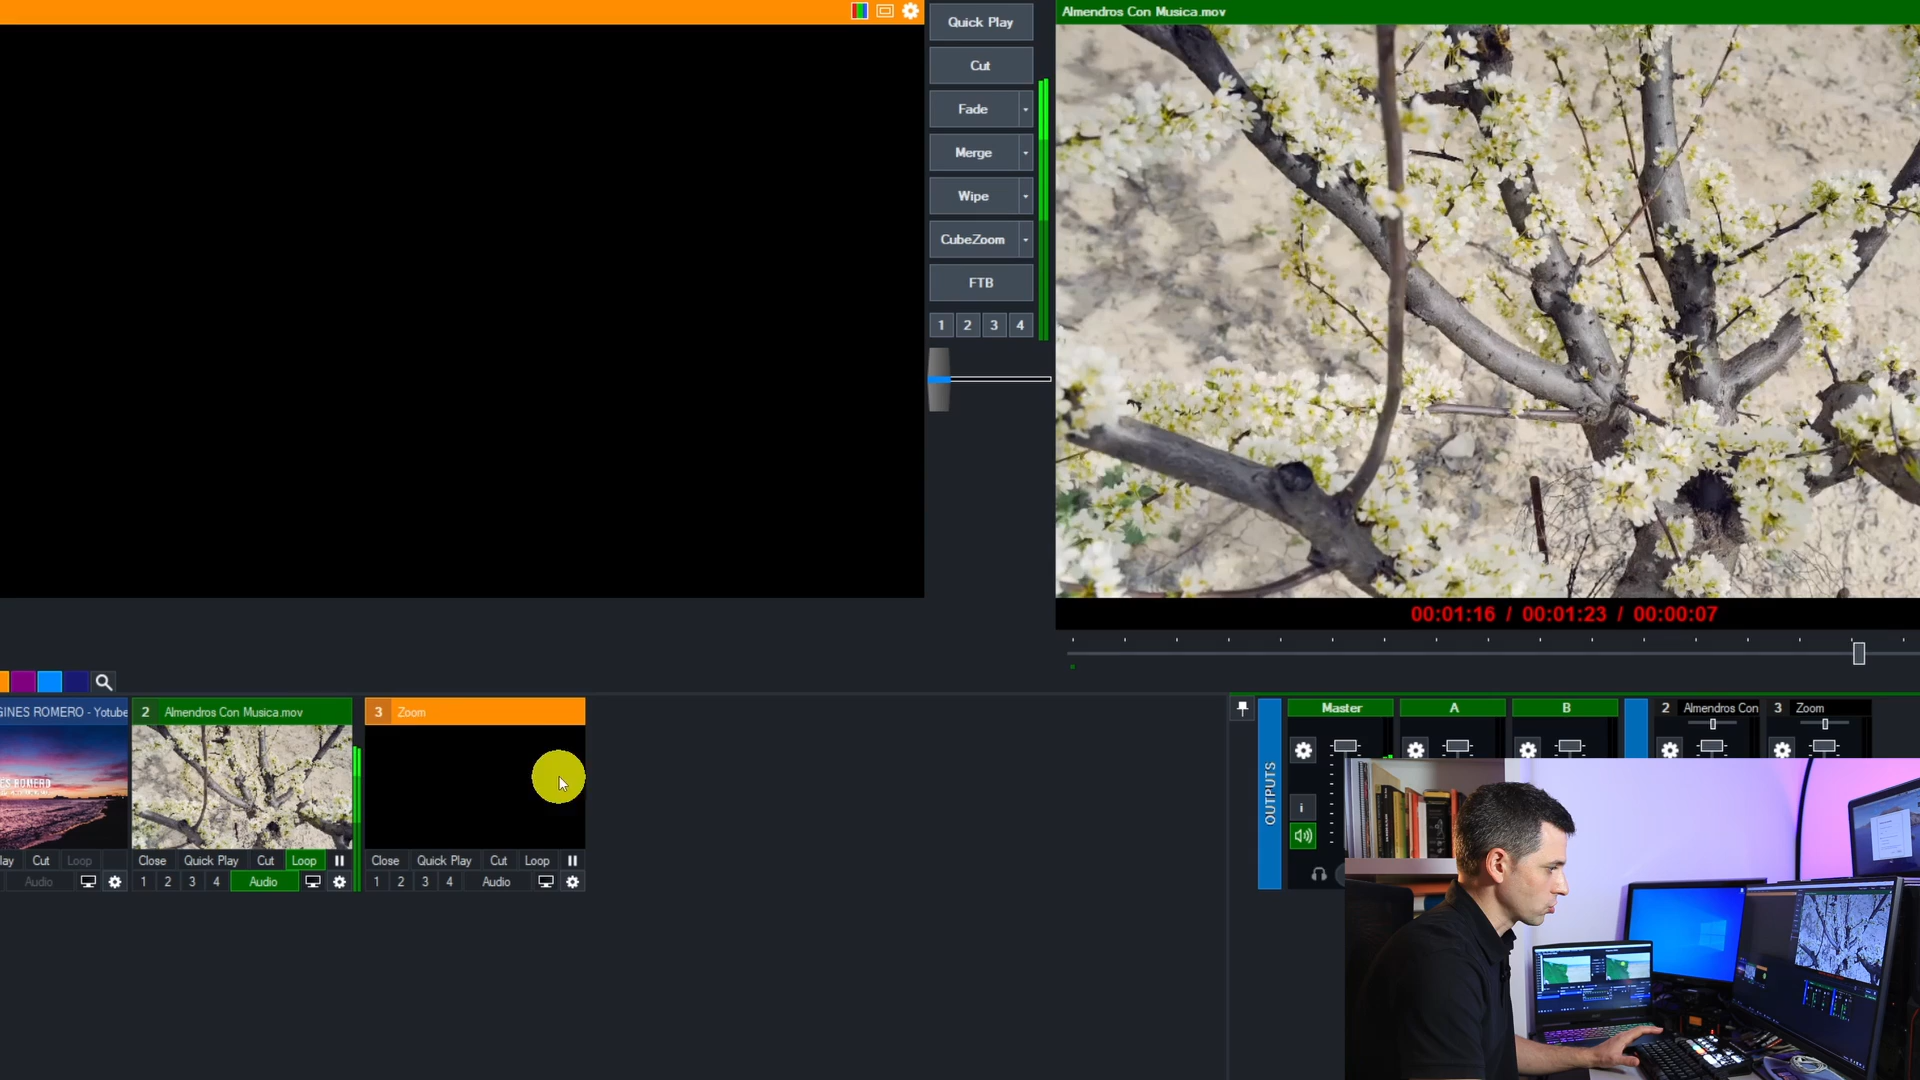 Almendros Con Musica.mov
Quick Play
Cut
Fade
Merge
Wipe
CubeZoom
FTB
1 2 3 4
00:01:16 / 00:01:23 / 00:00:07
GINES ROMERO - Yotube
2 Almendros Con Musica.mov
3 Zoom
ES ROMERO
lay Cut Loop
Audio
Close Quick Play Cut Loop
1 2 3 4 Audio
Close Quick Play Cut Loop
1 2 3 4 Audio
OUTPUTS
Master
A
B
2 Almendros Con
3 Zoom